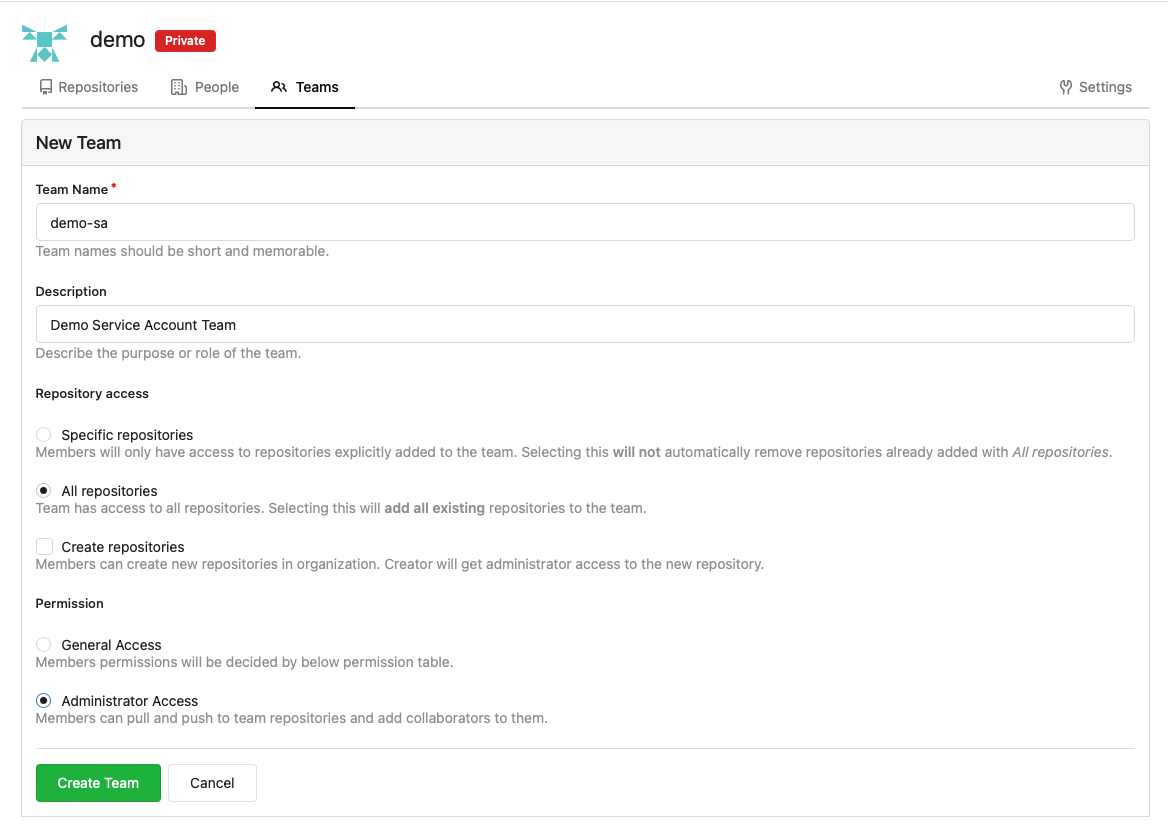 demo Private
Repositories People Teams Settings
New Team
Team Name *
demo-sa
Team names should be short and memorable.
Description
Demo Service Account Team
Describe the purpose or role of the team.
Repository access
Specific repositories
Members will only have access to repositories explicitly added to the team. Selecting this will not automatically remove repositories already added with All repositories.
All repositories
Team has access to all repositories. Selecting this will add all existing repositories to the team.
Create repositories
Members can create new repositories in organization. Creator will get administrator access to the new repository.
Permission
General Access
Members permissions will be decided by below permission table.
Administrator Access
Members can pull and push to team repositories and add collaborators to them.
Create Team Cancel